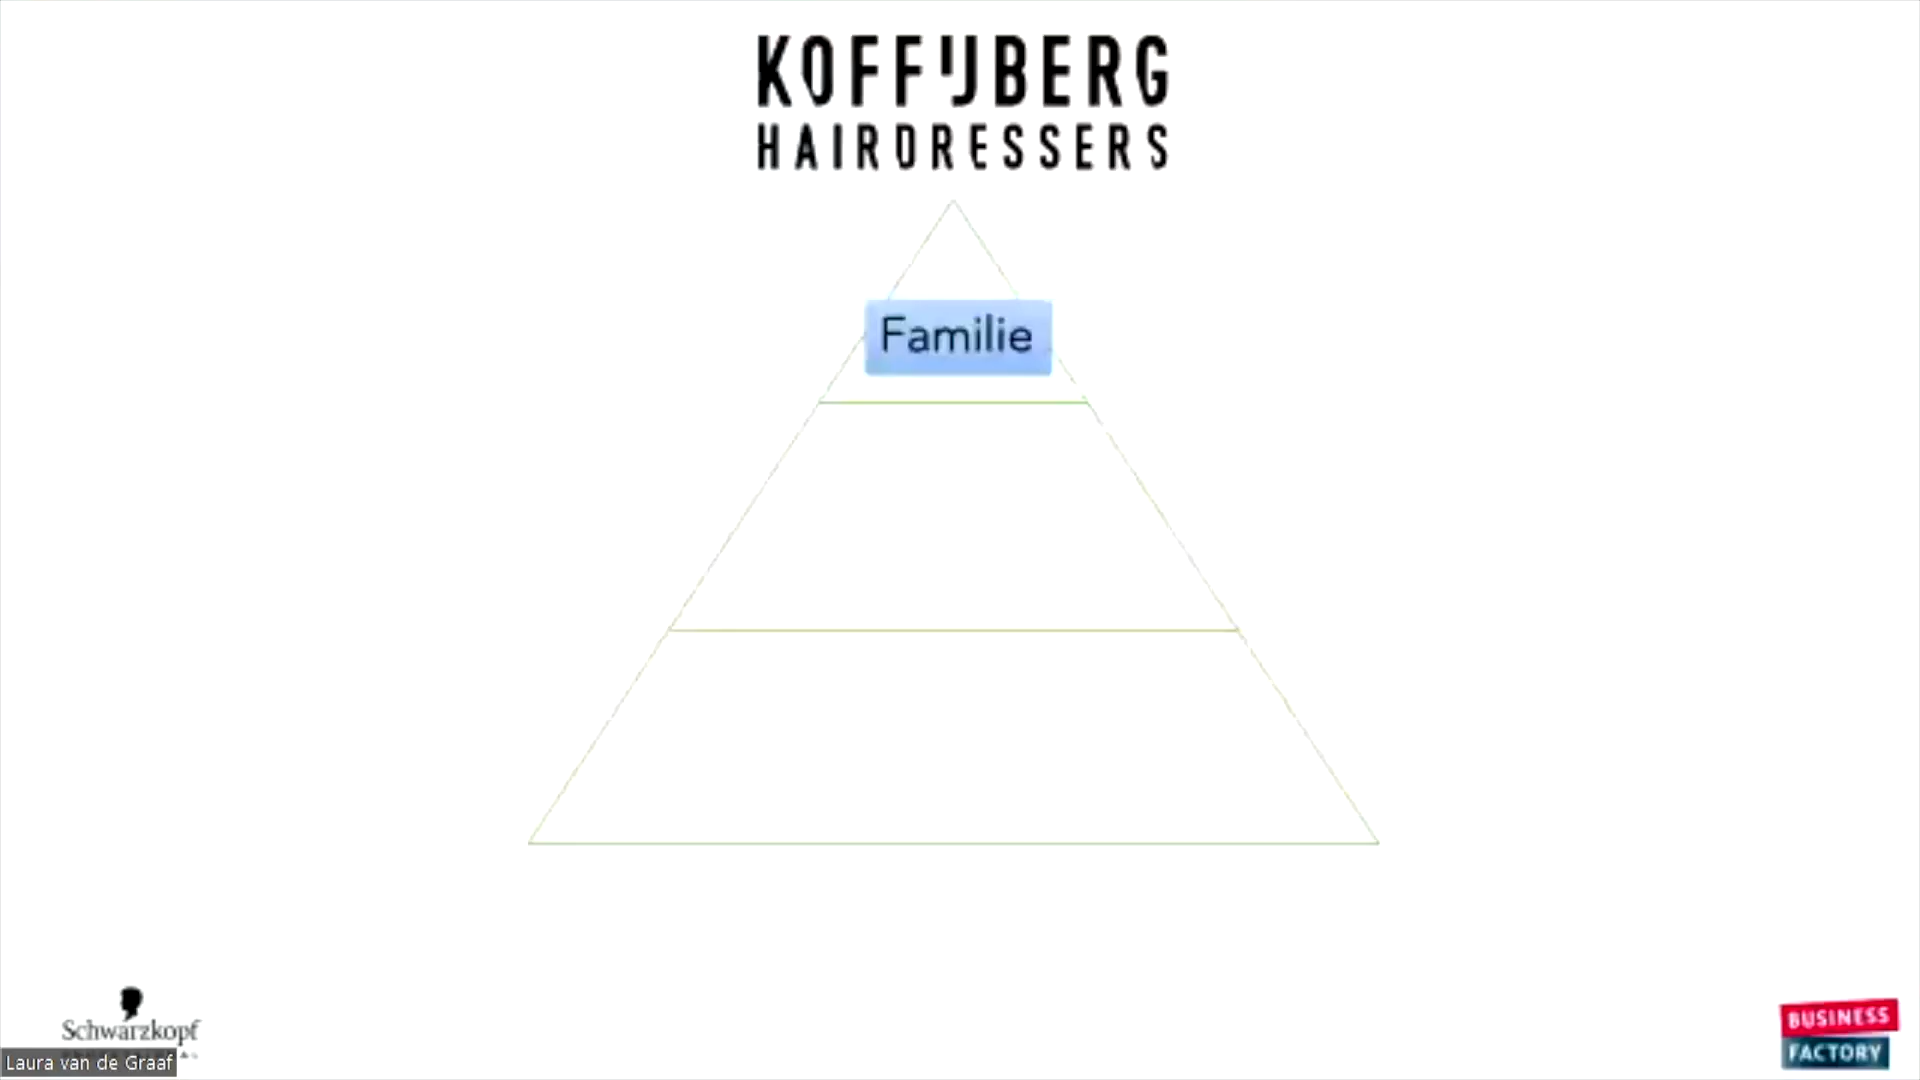 KOFFIJBERG
HAIRDRESSERS
Familie
Schwarzkopf
Laura van de Graaf
BUSINESS
FACTORY